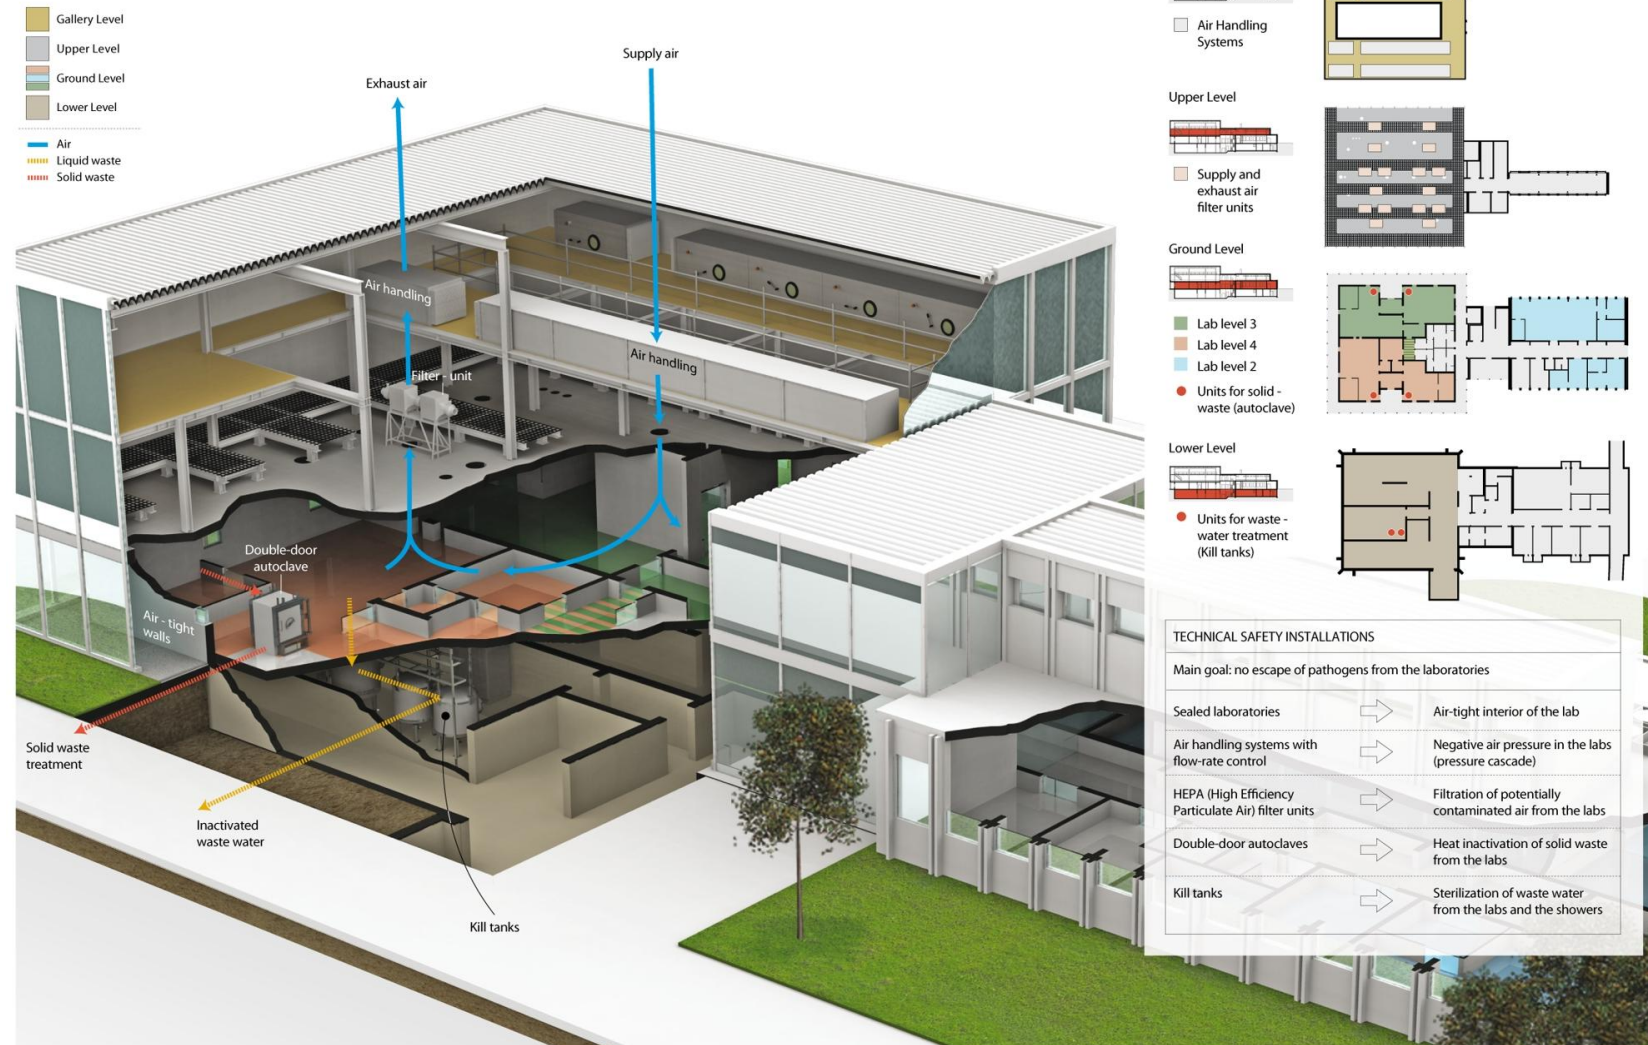 Gallery Level
Upper Level
Ground Level
Lower Level
Air
Liquid waste
Solid waste
Exhaust air
Supply air
Air handling
Air handling
Filter - unit
Double-door
autoclave
Air - tight
walls
Solid waste
treatment
Inactivated
waste water
Kill tanks
Air Handling
Systems
Upper Level
Supply and
exhaust air
filter units
Ground Level
Lab level 3
Lab level 4
Lab level 2
Units for solid -
waste (autoclave)
Lower Level
Units for waste -
water treatment
(Kill tanks)
TECHNICAL SAFETY INSTALLATIONS
Main goal: no escape of pathogens from the laboratories
Sealed laboratories
Air-tight interior of the lab
Air handling systems with
flow-rate control
Negative air pressure in the labs
(pressure cascade)
HEPA (High Efficiency
Particulate Air) filter units
Filtration of potentially
contaminated air from the labs
Double-door autoclaves
Heat inactivation of solid waste
from the labs
Kill tanks
Sterilization of waste water
from the labs and the showers